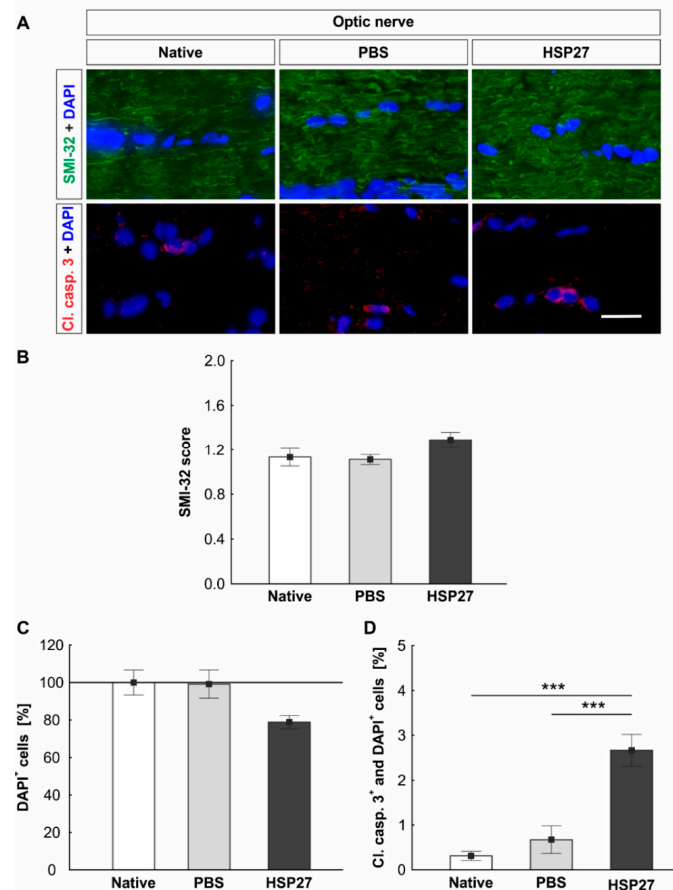 A
Optic nerve
Native PBS HSP27
SMI-32 + DAPI
Cl. casp. 3 + DAPI
B
2.0
1.6
1.2
0.8
0.4
0.0
SMI-32 score
Native PBS HSP27
C
120
100
80
60
40
20
0
DAPI⁺ cells [%]
Native PBS HSP27
D
5
4
3
2
1
0
Cl. casp. 3⁺ and DAPI⁺ cells [%]
***
***
Native PBS HSP27